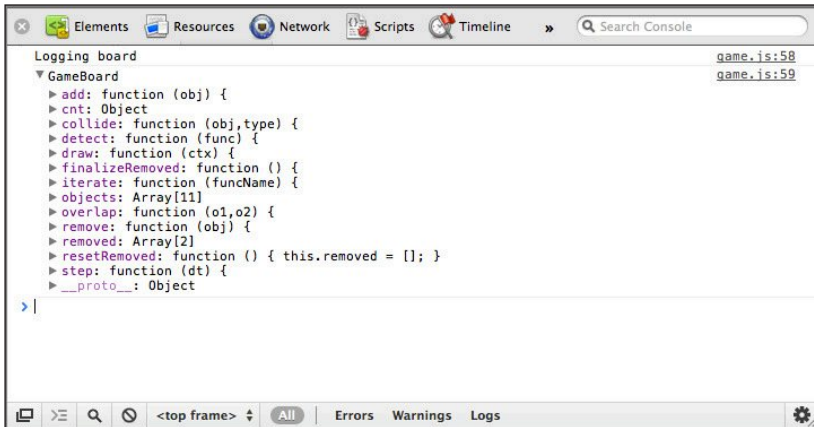 Elements Resources Network Scripts Timeline » Search Console
Logging board game.js:58
▼GameBoard game.js:59
▶add: function (obj) {
▶cnt: Object
▶collide: function (obj,type) {
▶detect: function (func) {
▶draw: function (ctx) {
▶finalizeRemoved: function () {
▶iterate: function (funcName) {
▶objects: Array[11]
▶overlap: function (o1,o2) {
▶remove: function (obj) {
▶removed: Array[2]
▶resetRemoved: function () { this.removed = []; }
▶step: function (dt) {
▶__proto__: Object
>
<top frame> All Errors Warnings Logs